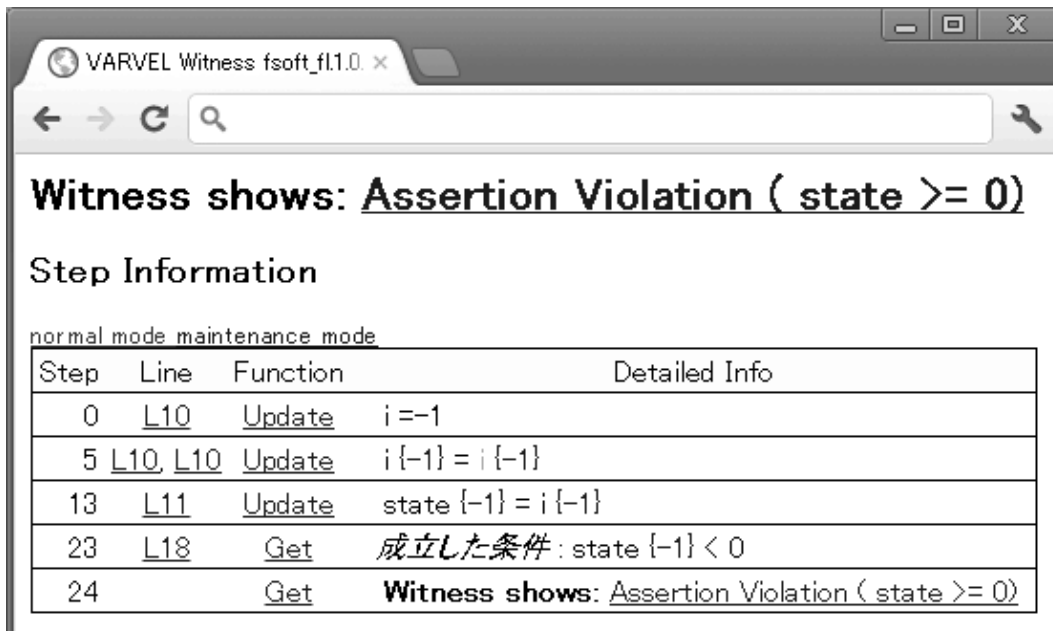 VARVEL Witness fsoft_fl.1.0.
Witness shows: Assertion Violation ( state >= 0)
Step Information
normal mode maintenance mode
Step Line Function Detailed Info
0 L10 Update i =-1
5 L10, L10 Update i {-1} = i {-1}
13 L11 Update state {-1} = i {-1}
23 L18 Get 成立した条件 : state {-1} < 0
24 Get Witness shows: Assertion Violation ( state >= 0)